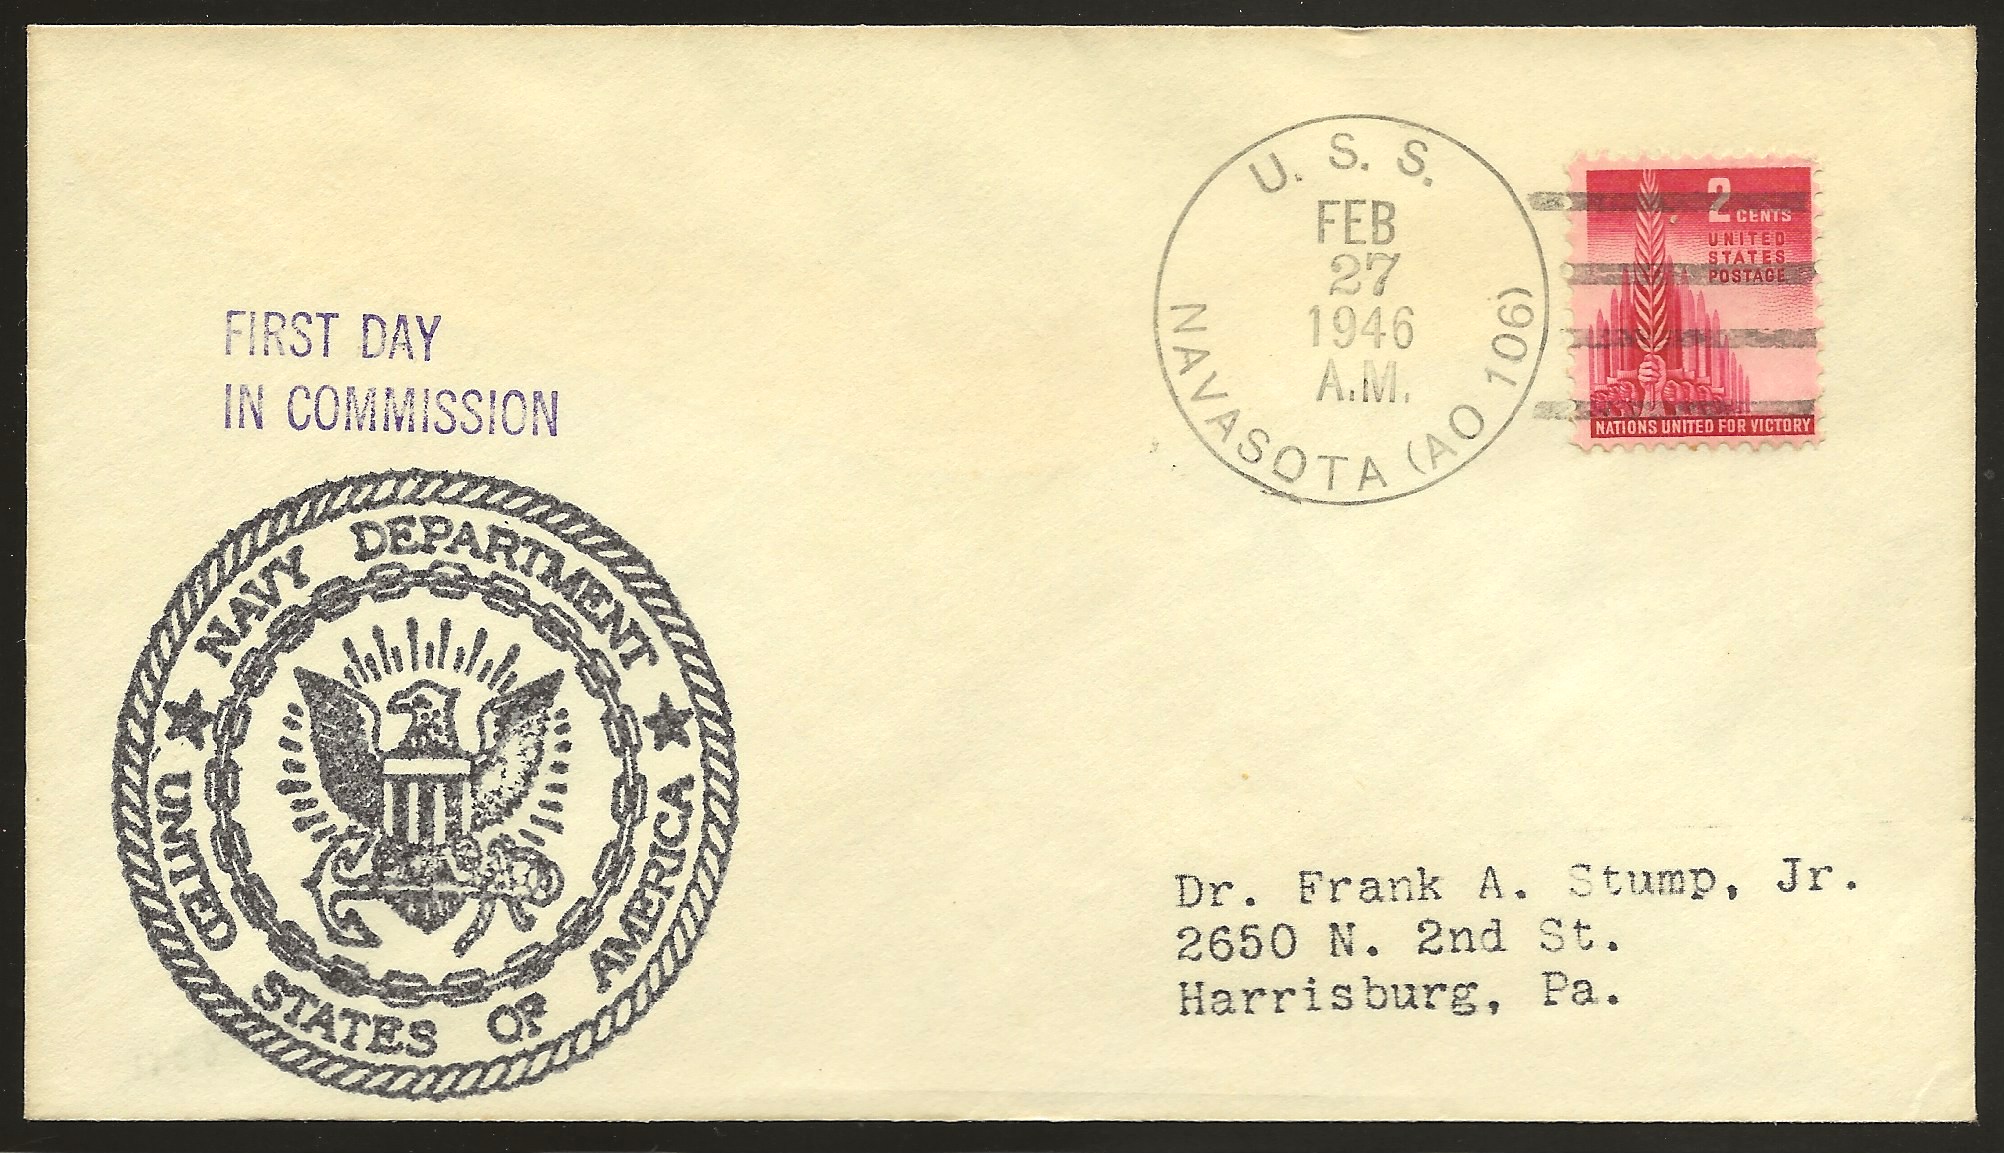 U. S. S.
FEB
27
1946
A.M.
NAVASOTA (AO 106)
2 CENTS
UNITED
STATES
POSTAGE
NATIONS UNITED FOR VICTORY
FIRST DAY
IN COMMISSION
NAVY DEPARTMENT
UNITED STATES OF AMERICA
Dr. Frank A. Stump, Jr.
2650 N. 2nd St.
Harrisburg, Pa.